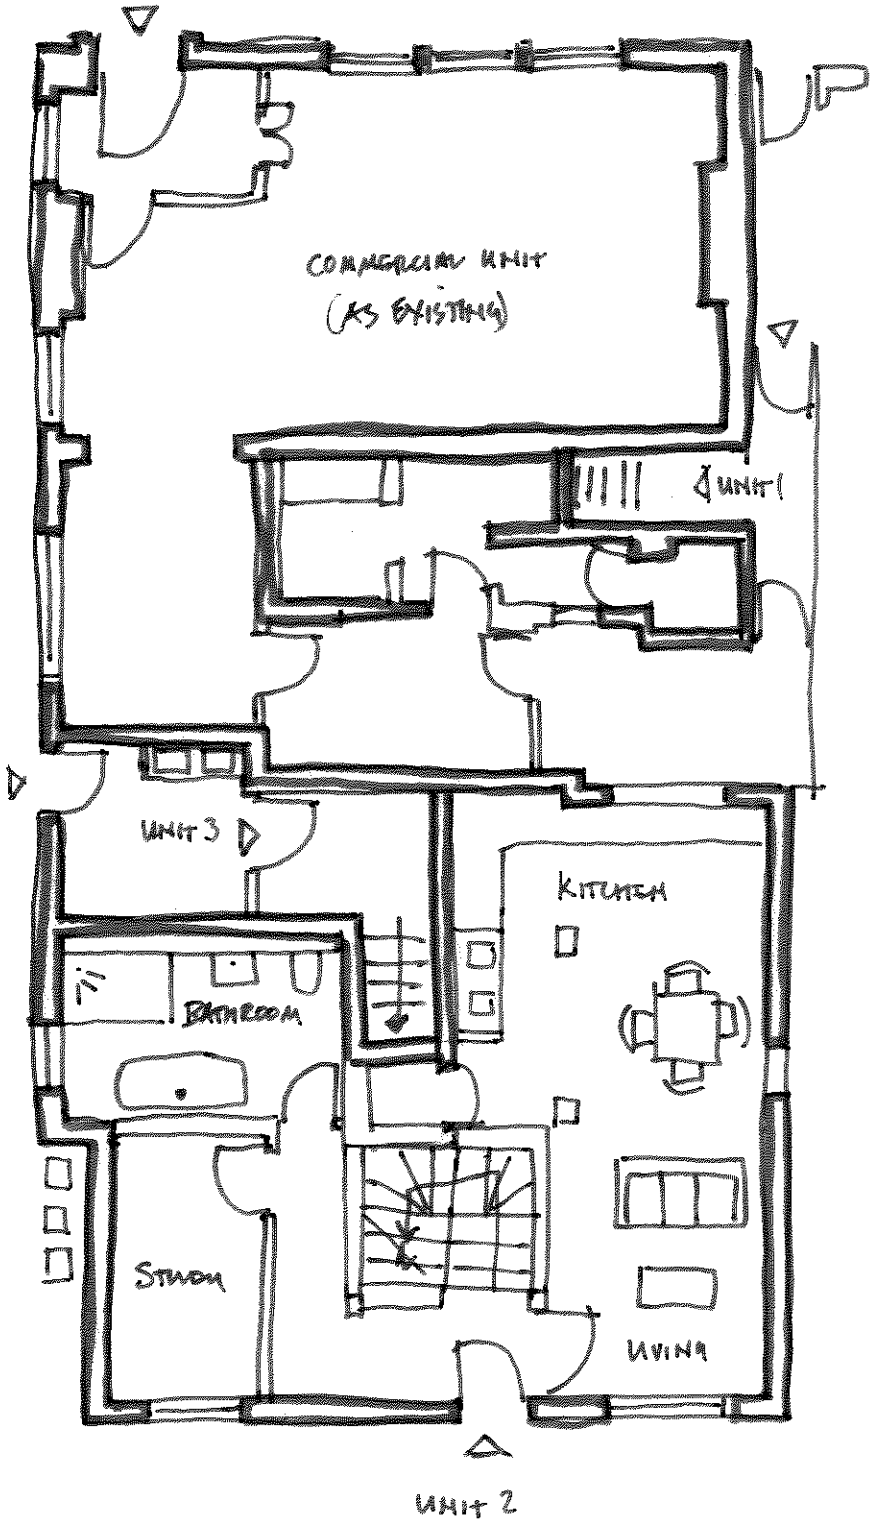 COMMERCIAL UNIT
(AS EXISTING)
UNIT 1
UNIT 3
KITCHEN
BATHROOM
STUDY
LIVING
UNIT 2